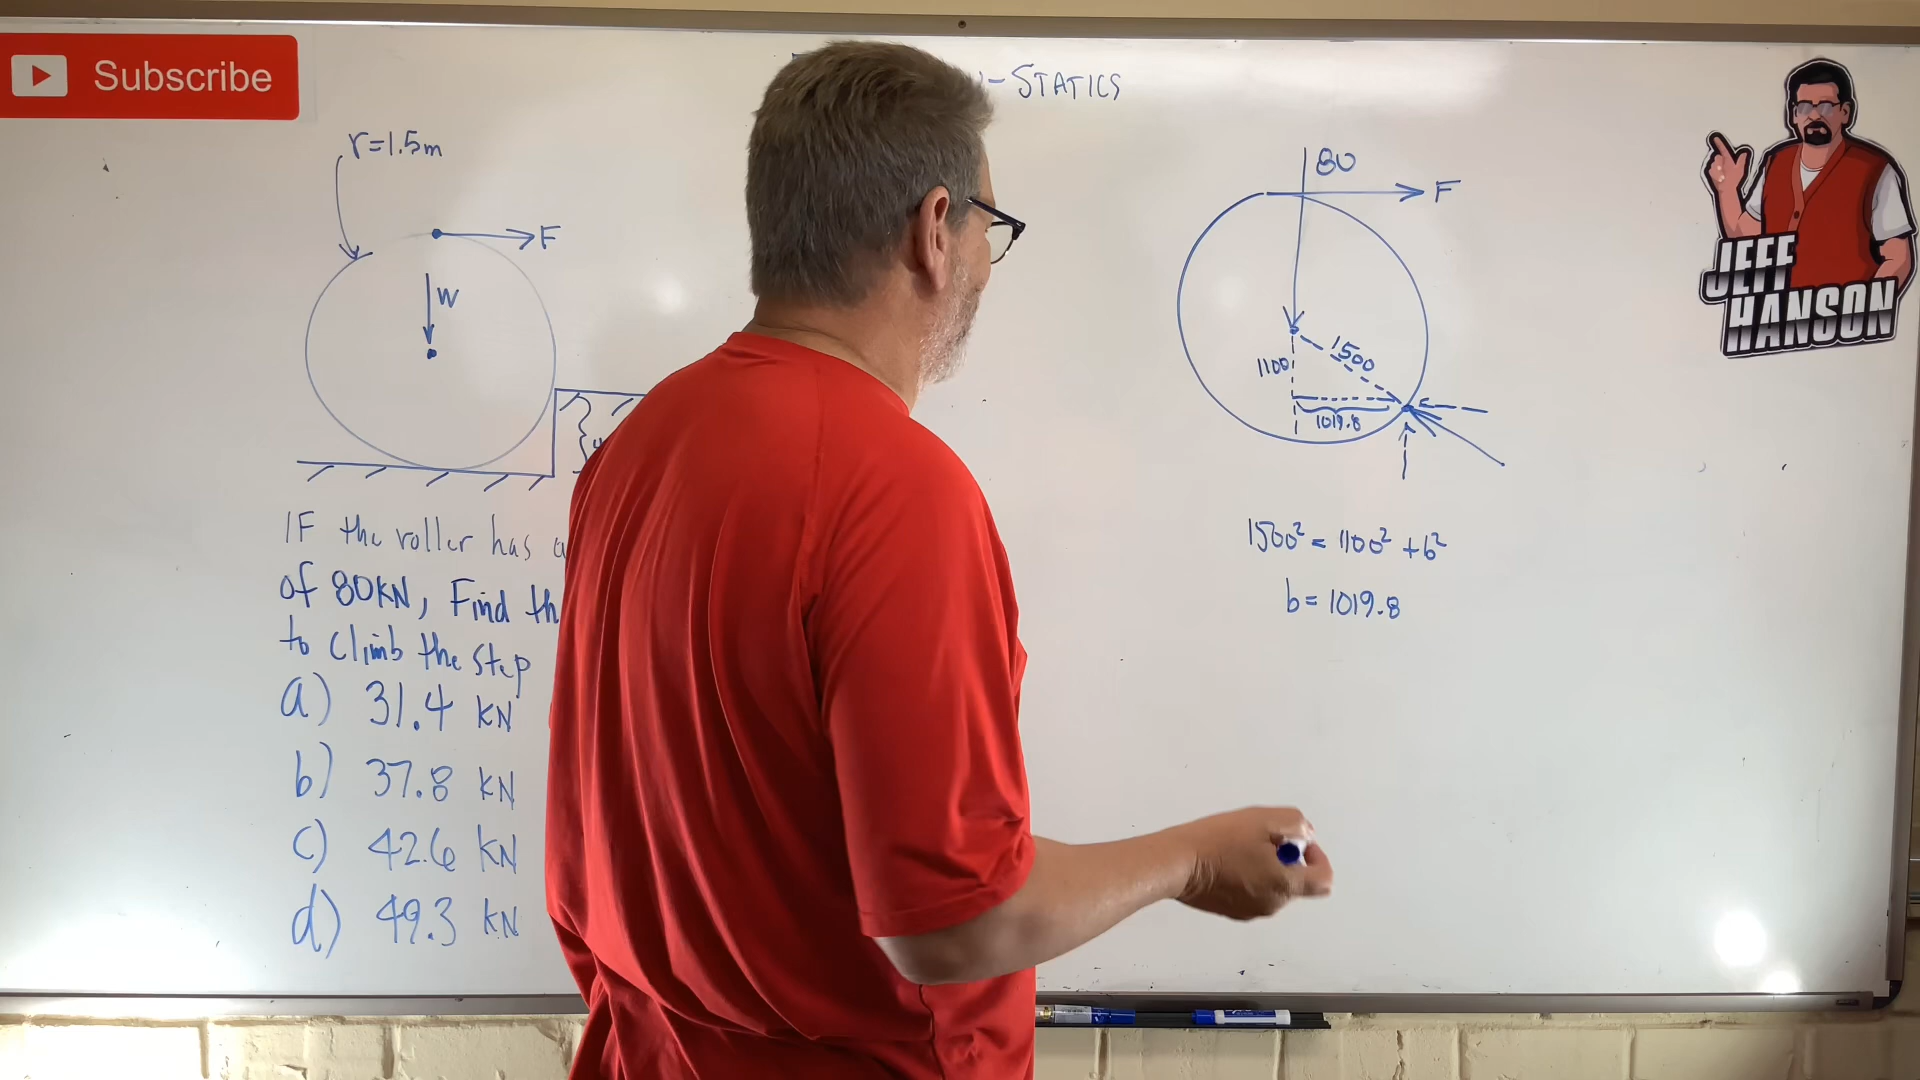 Subscribe
-STATICS
r=1.5m
F
W
IF the roller has a
of 80KN, Find th
to climb the step
a) 31.4 KN
b) 37.8 KN
c) 42.6 KN
d) 49.3 KN
80
F
1500
1100
1019.8
1500² = 1100² + b²
b = 1019.8
JEFF
HANSON